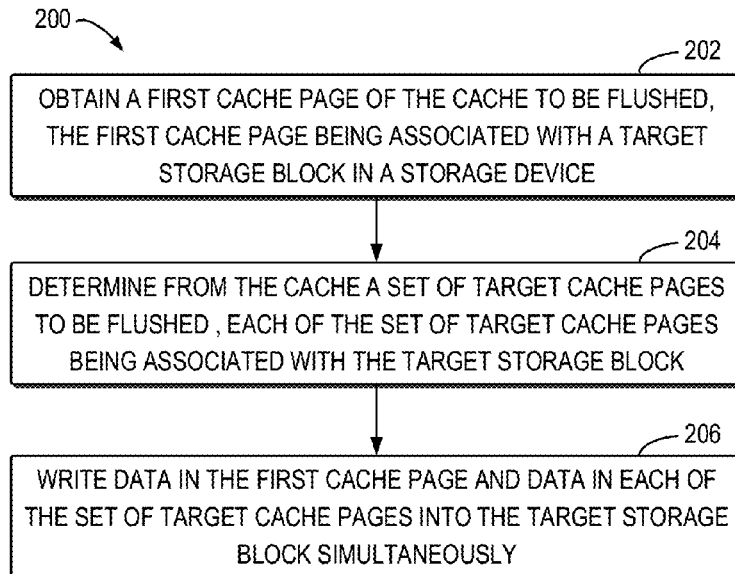 200
202
OBTAIN A FIRST CACHE PAGE OF THE CACHE TO BE FLUSHED,
THE FIRST CACHE PAGE BEING ASSOCIATED WITH A TARGET
STORAGE BLOCK IN A STORAGE DEVICE
204
DETERMINE FROM THE CACHE A SET OF TARGET CACHE PAGES
TO BE FLUSHED , EACH OF THE SET OF TARGET CACHE PAGES
BEING ASSOCIATED WITH THE TARGET STORAGE BLOCK
206
WRITE DATA IN THE FIRST CACHE PAGE AND DATA IN EACH OF
THE SET OF TARGET CACHE PAGES INTO THE TARGET STORAGE
BLOCK SIMULTANEOUSLY